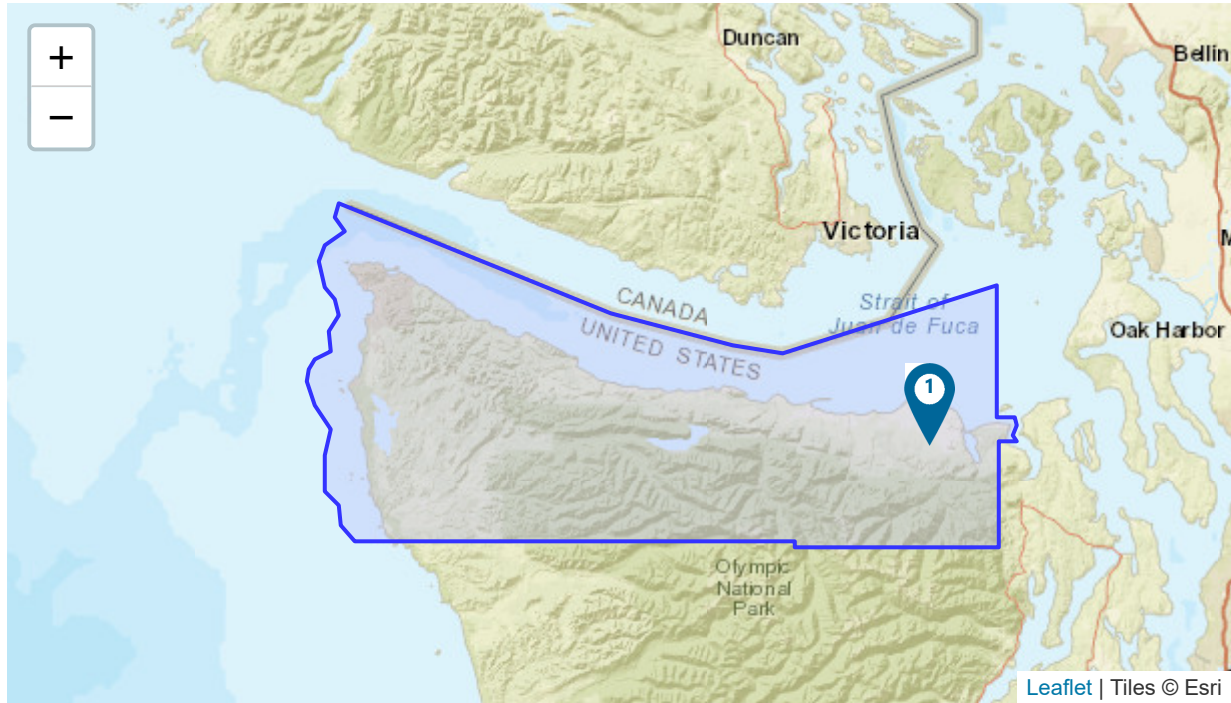 +
−
Duncan
Bellin
Victoria
M
CANADA
UNITED STATES
Strait of
Juan de Fuca
Oak Harbor
1
Olympic
National
Park
Leaflet | Tiles © Esri